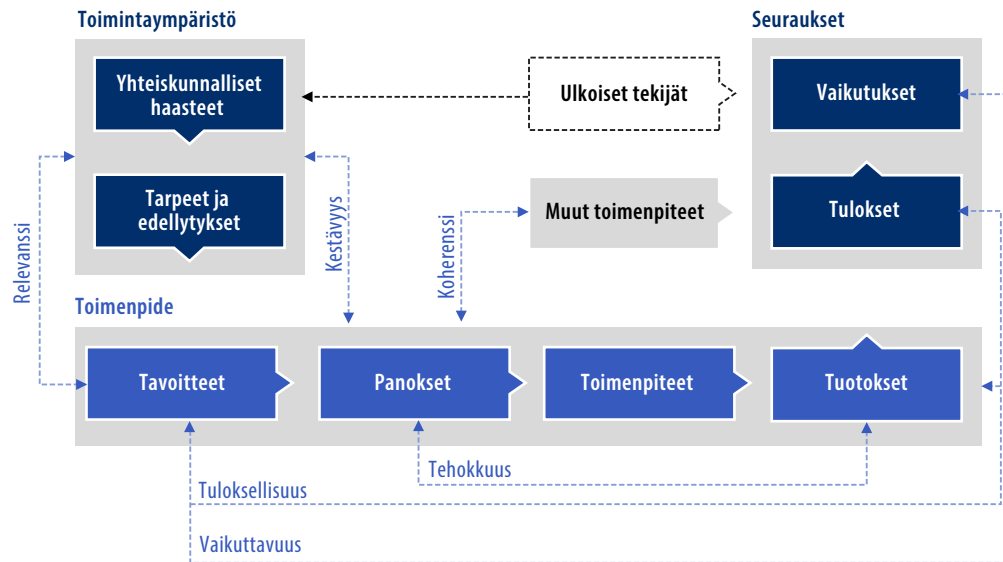 Toimintaympäristö
Seuraukset
Yhteiskunnalliset
haasteet
Ulkoiset tekijät
Vaikutukset
Tarpeet ja
edellytykset
Muut toimenpiteet
Tulokset
Relevanssi
Kestävyys
Koherenssi
Toimenpide
Tavoitteet
Panokset
Toimenpiteet
Tuotokset
Tehokkuus
Tuloksellisuus
Vaikuttavuus